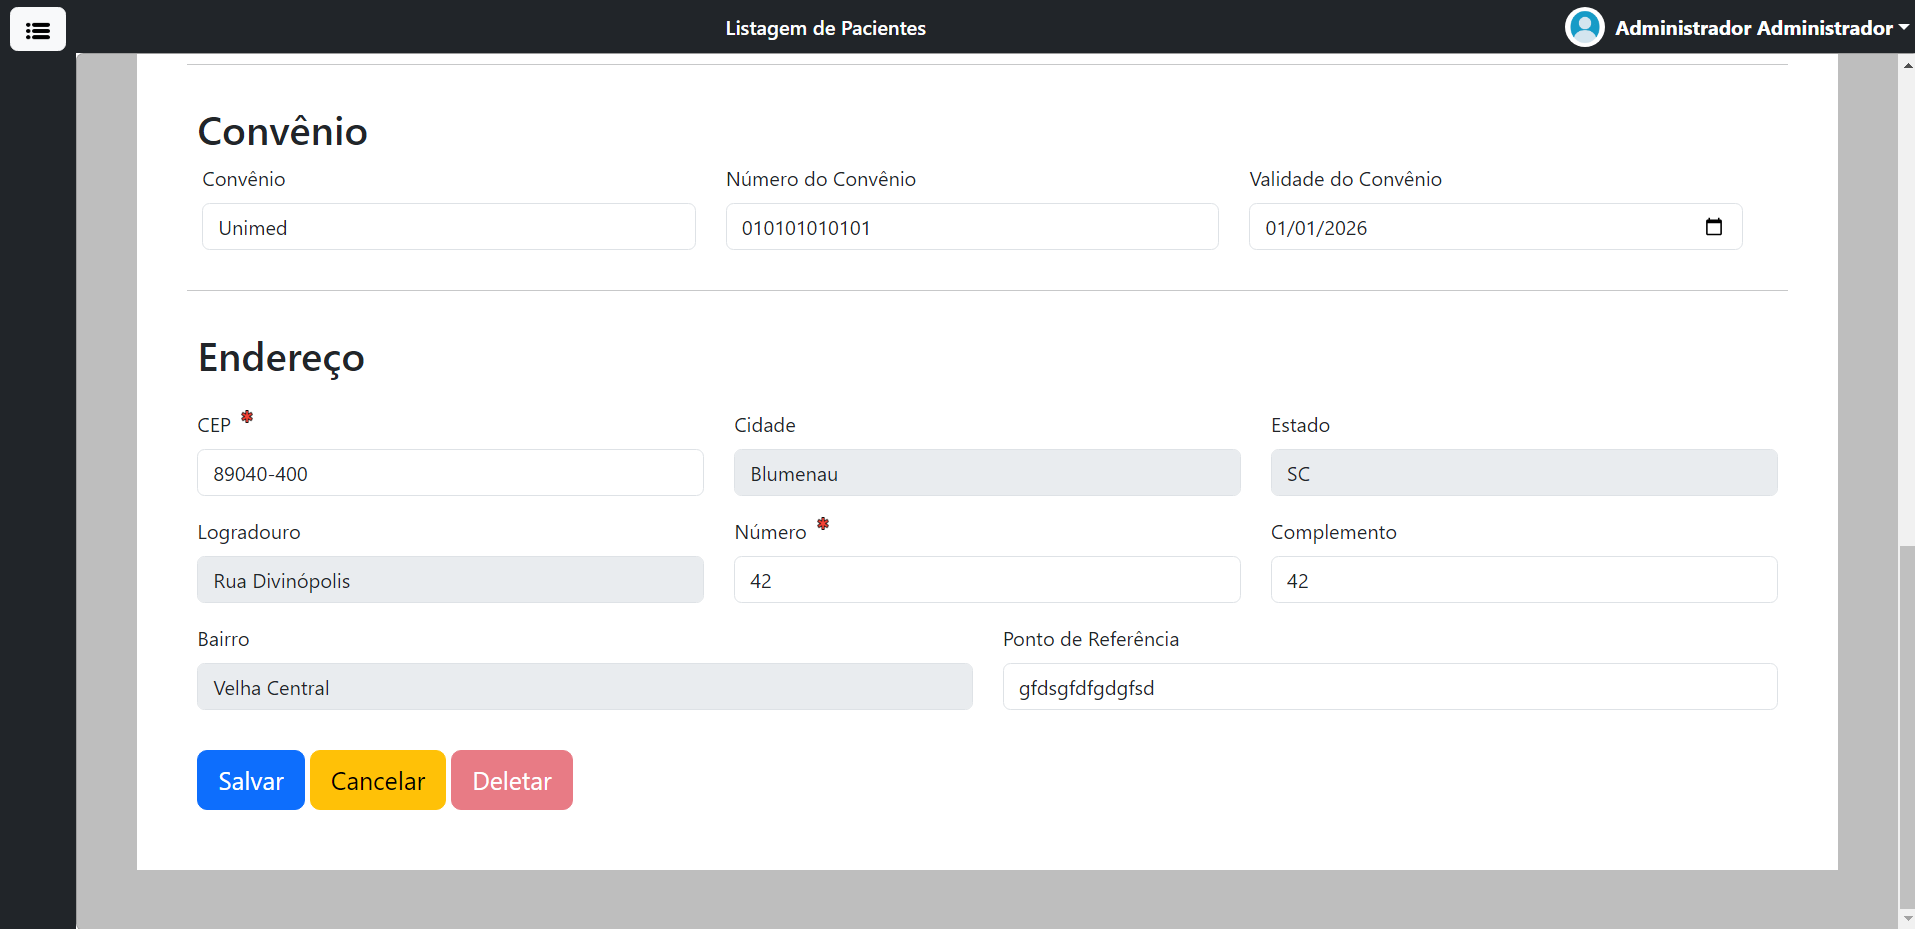 Listagem de Pacientes
Administrador Administrador
Convênio
Convênio
Número do Convênio
Validade do Convênio
Unimed
010101010101
01/01/2026
Endereço
CEP *
Cidade
Estado
89040-400
Blumenau
SC
Logradouro
Número *
Complemento
Rua Divinópolis
42
42
Bairro
Ponto de Referência
Velha Central
gfdsgfdfgdgfsd
Salvar
Cancelar
Deletar